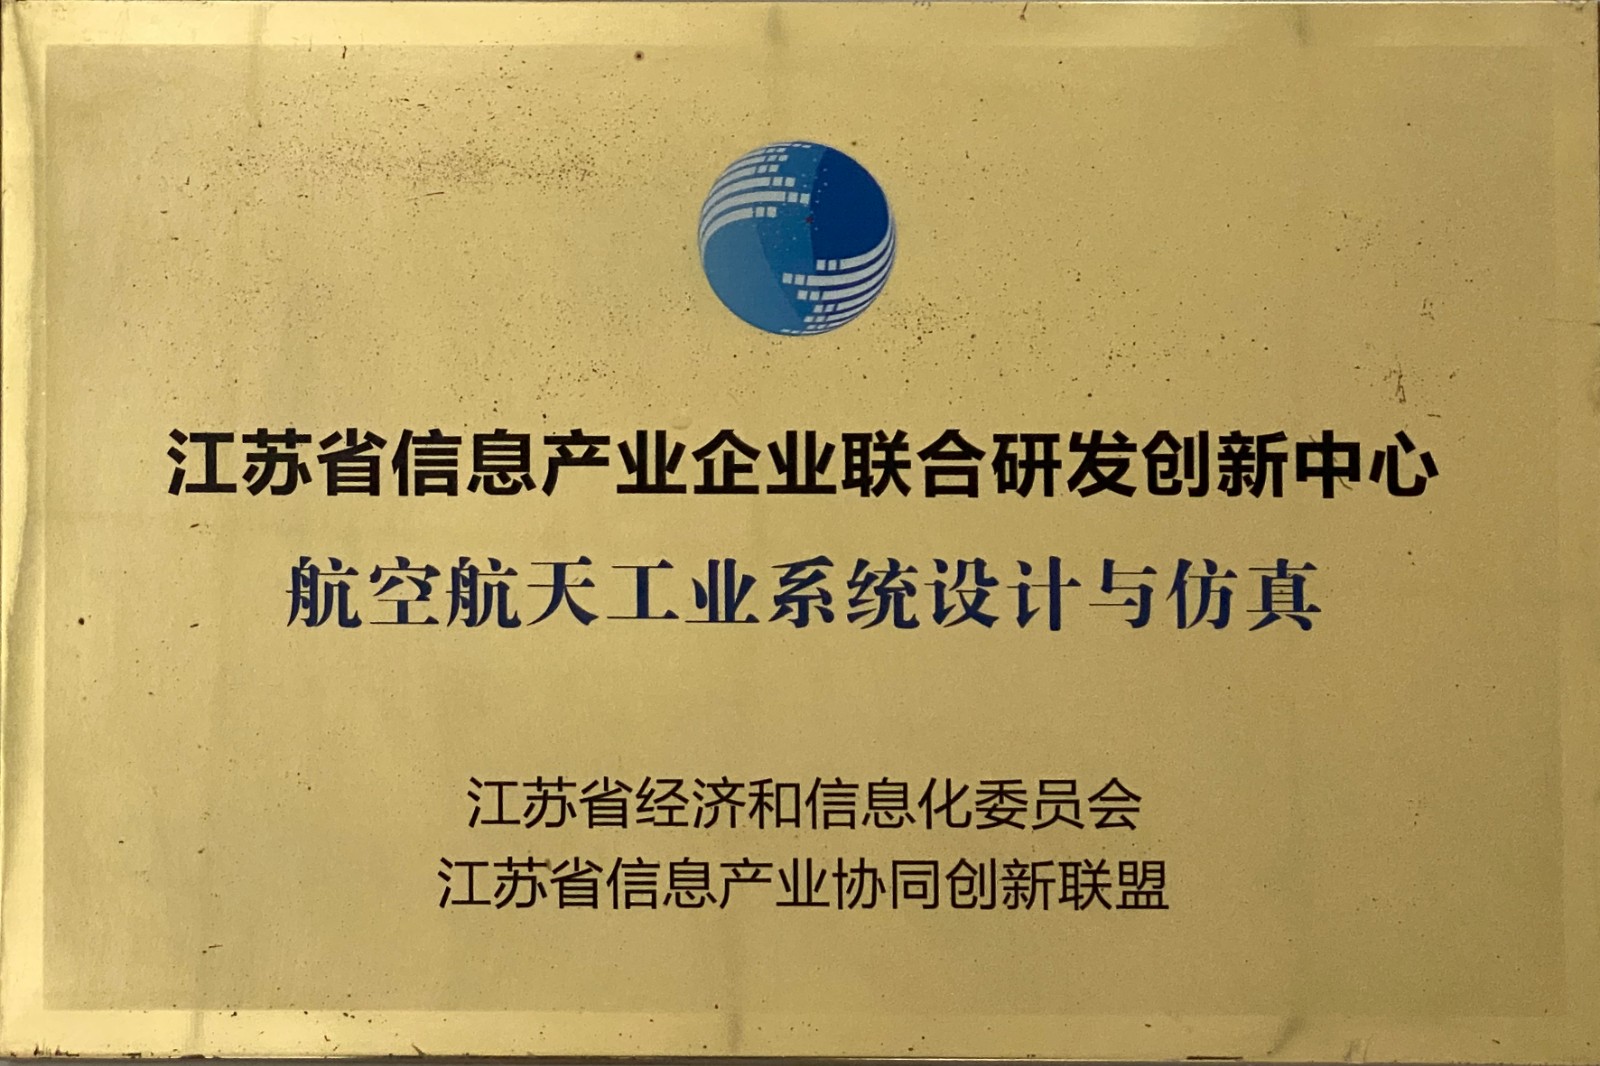 江苏省信息产业企业联合研发创新中心
航空航天工业系统设计与仿真
江苏省经济和信息化委员会
江苏省信息产业协同创新联盟